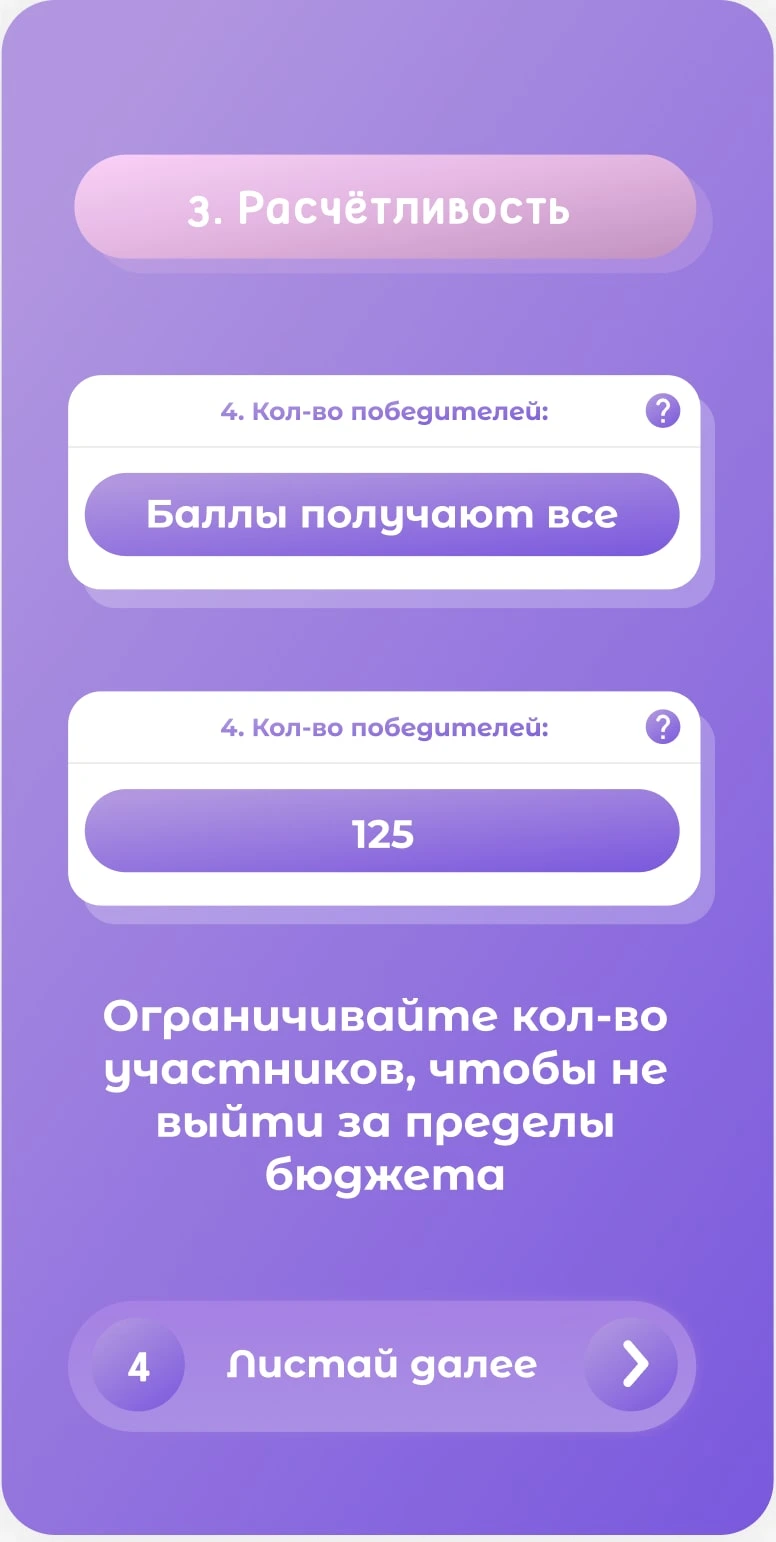 3. Расчётливость
4. Кол-во победителей:
?
Баллы получают все
4. Кол-во победителей:
?
125
Ограничивайте кол-во
участников, чтобы не
выйти за пределы
бюджета
4 Листай далее